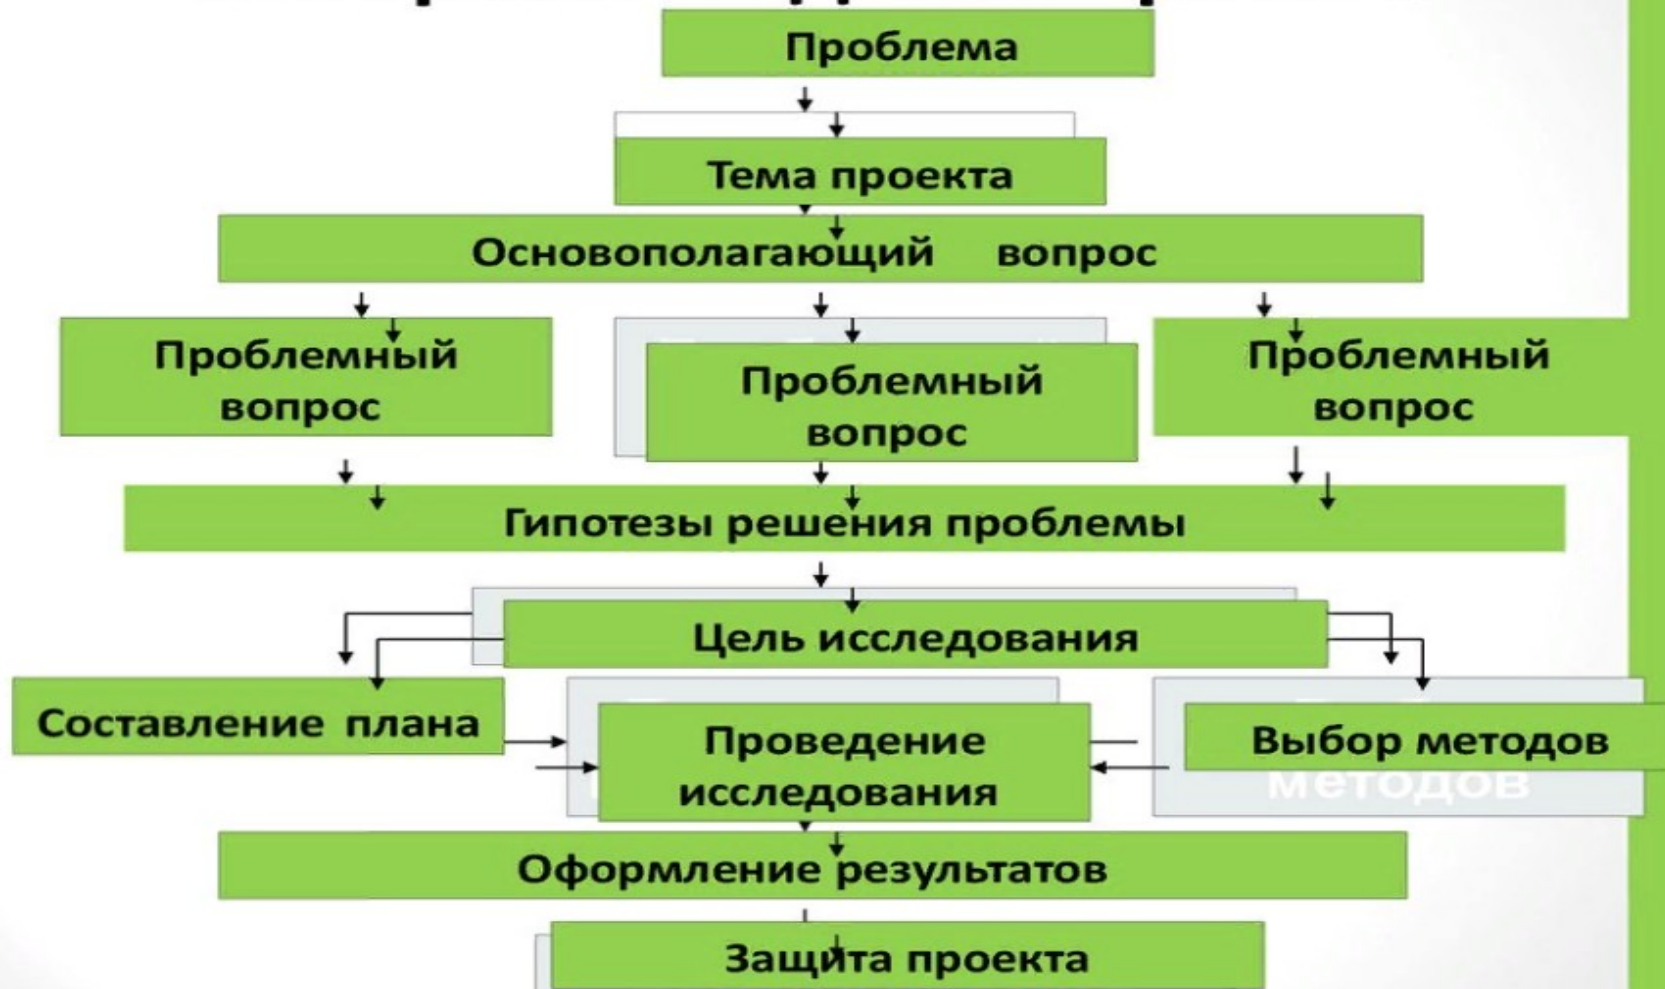 Проблема
Тема проекта
Основополагающий вопрос
Проблемный
вопрос
Проблемный
вопрос
Проблемный
вопрос
Гипотезы решения проблемы
Цель исследования
Составление плана
Проведение
исследования
Выбор методов
методов
Оформление результатов
Защита проекта